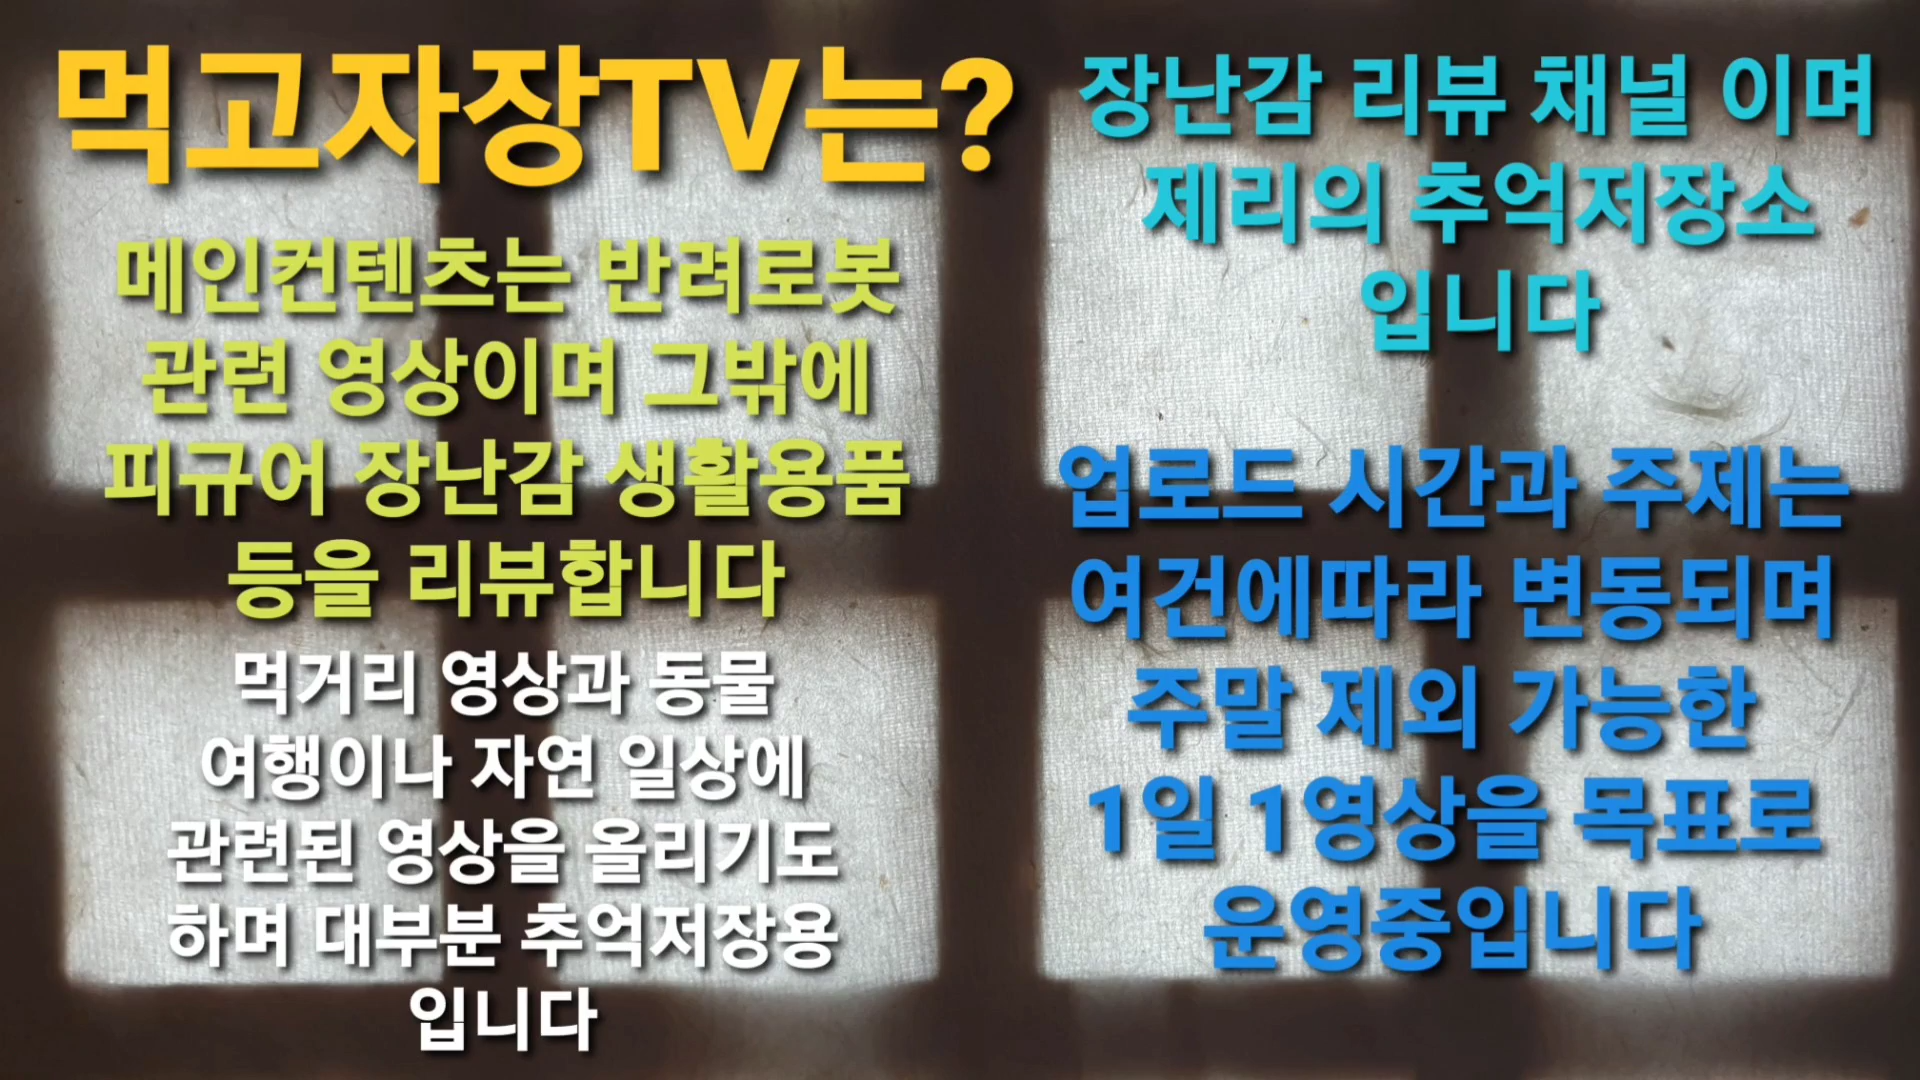 먹고자장TV는?
메인컨텐츠는 반려로봇
관련 영상이며 그밖에
피규어 장난감 생활용품
등을 리뷰합니다
먹거리 영상과 동물
여행이나 자연 일상에
관련된 영상을 올리기도
하며 대부분 추억저장용
입니다
장난감 리뷰 채널 이며
제리의 추억저장소
입니다
업로드 시간과 주제는
여건에따라 변동되며
주말 제외 가능한
1일 1영상을 목표로
운영중입니다